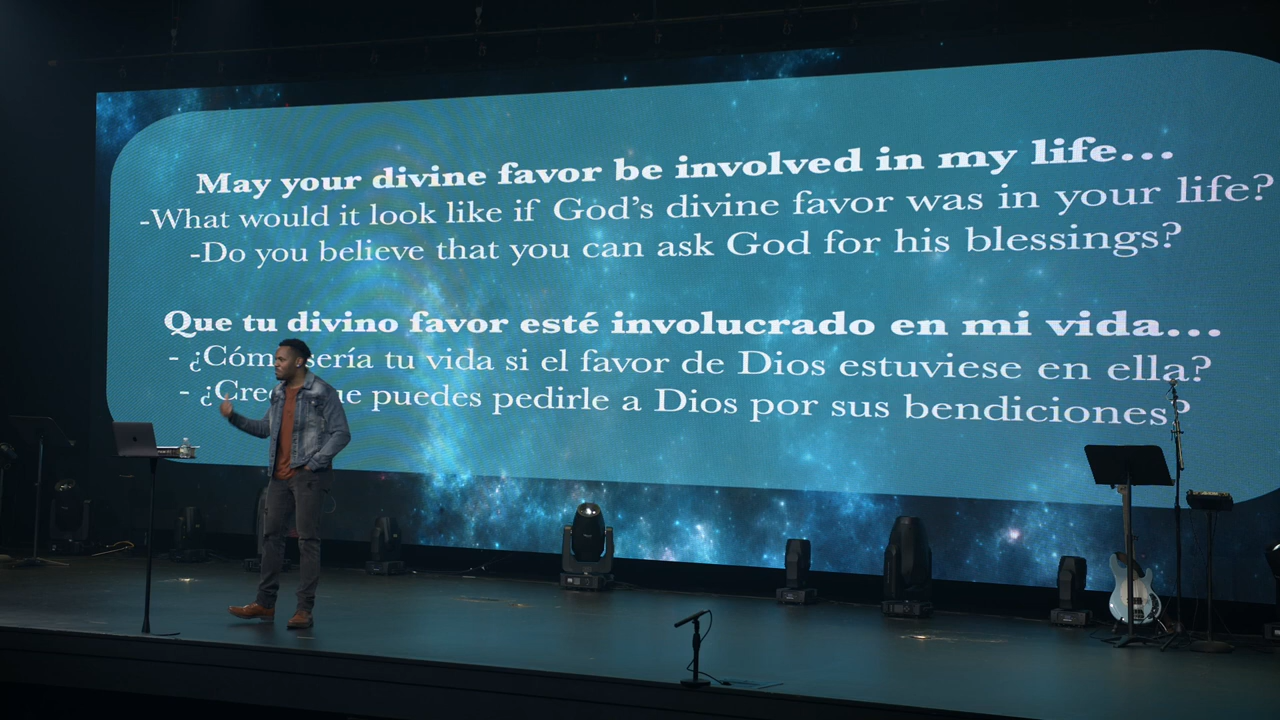 May your divine favor be involved in my life...
-What would it look like if God's divine favor was in your life?
-Do you believe that you can ask God for his blessings?
Que tu divino favor esté involucrado en mi vida...
- ¿Cóm sería tu vida si el favor de Dios estuviese en ella?
- ¿Cree ue puedes pedirle a Dios por sus bendiciones?